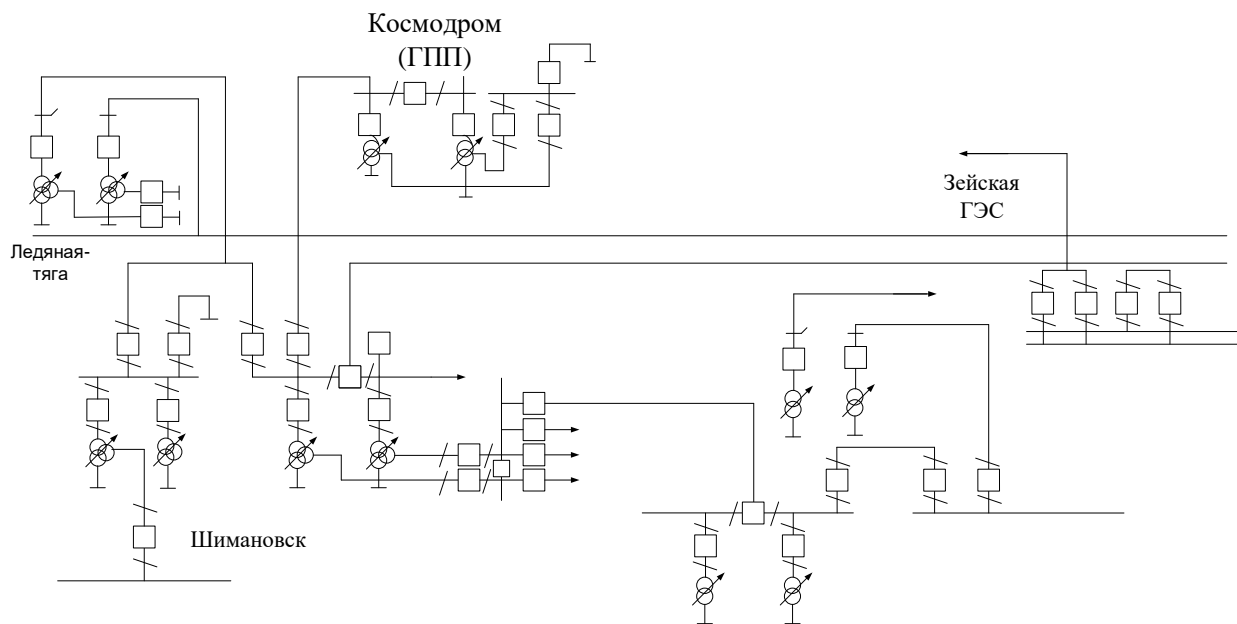 Космодром
(ГПП)
Зейская
ГЭС
Ледяная-
тяга
Шимановск